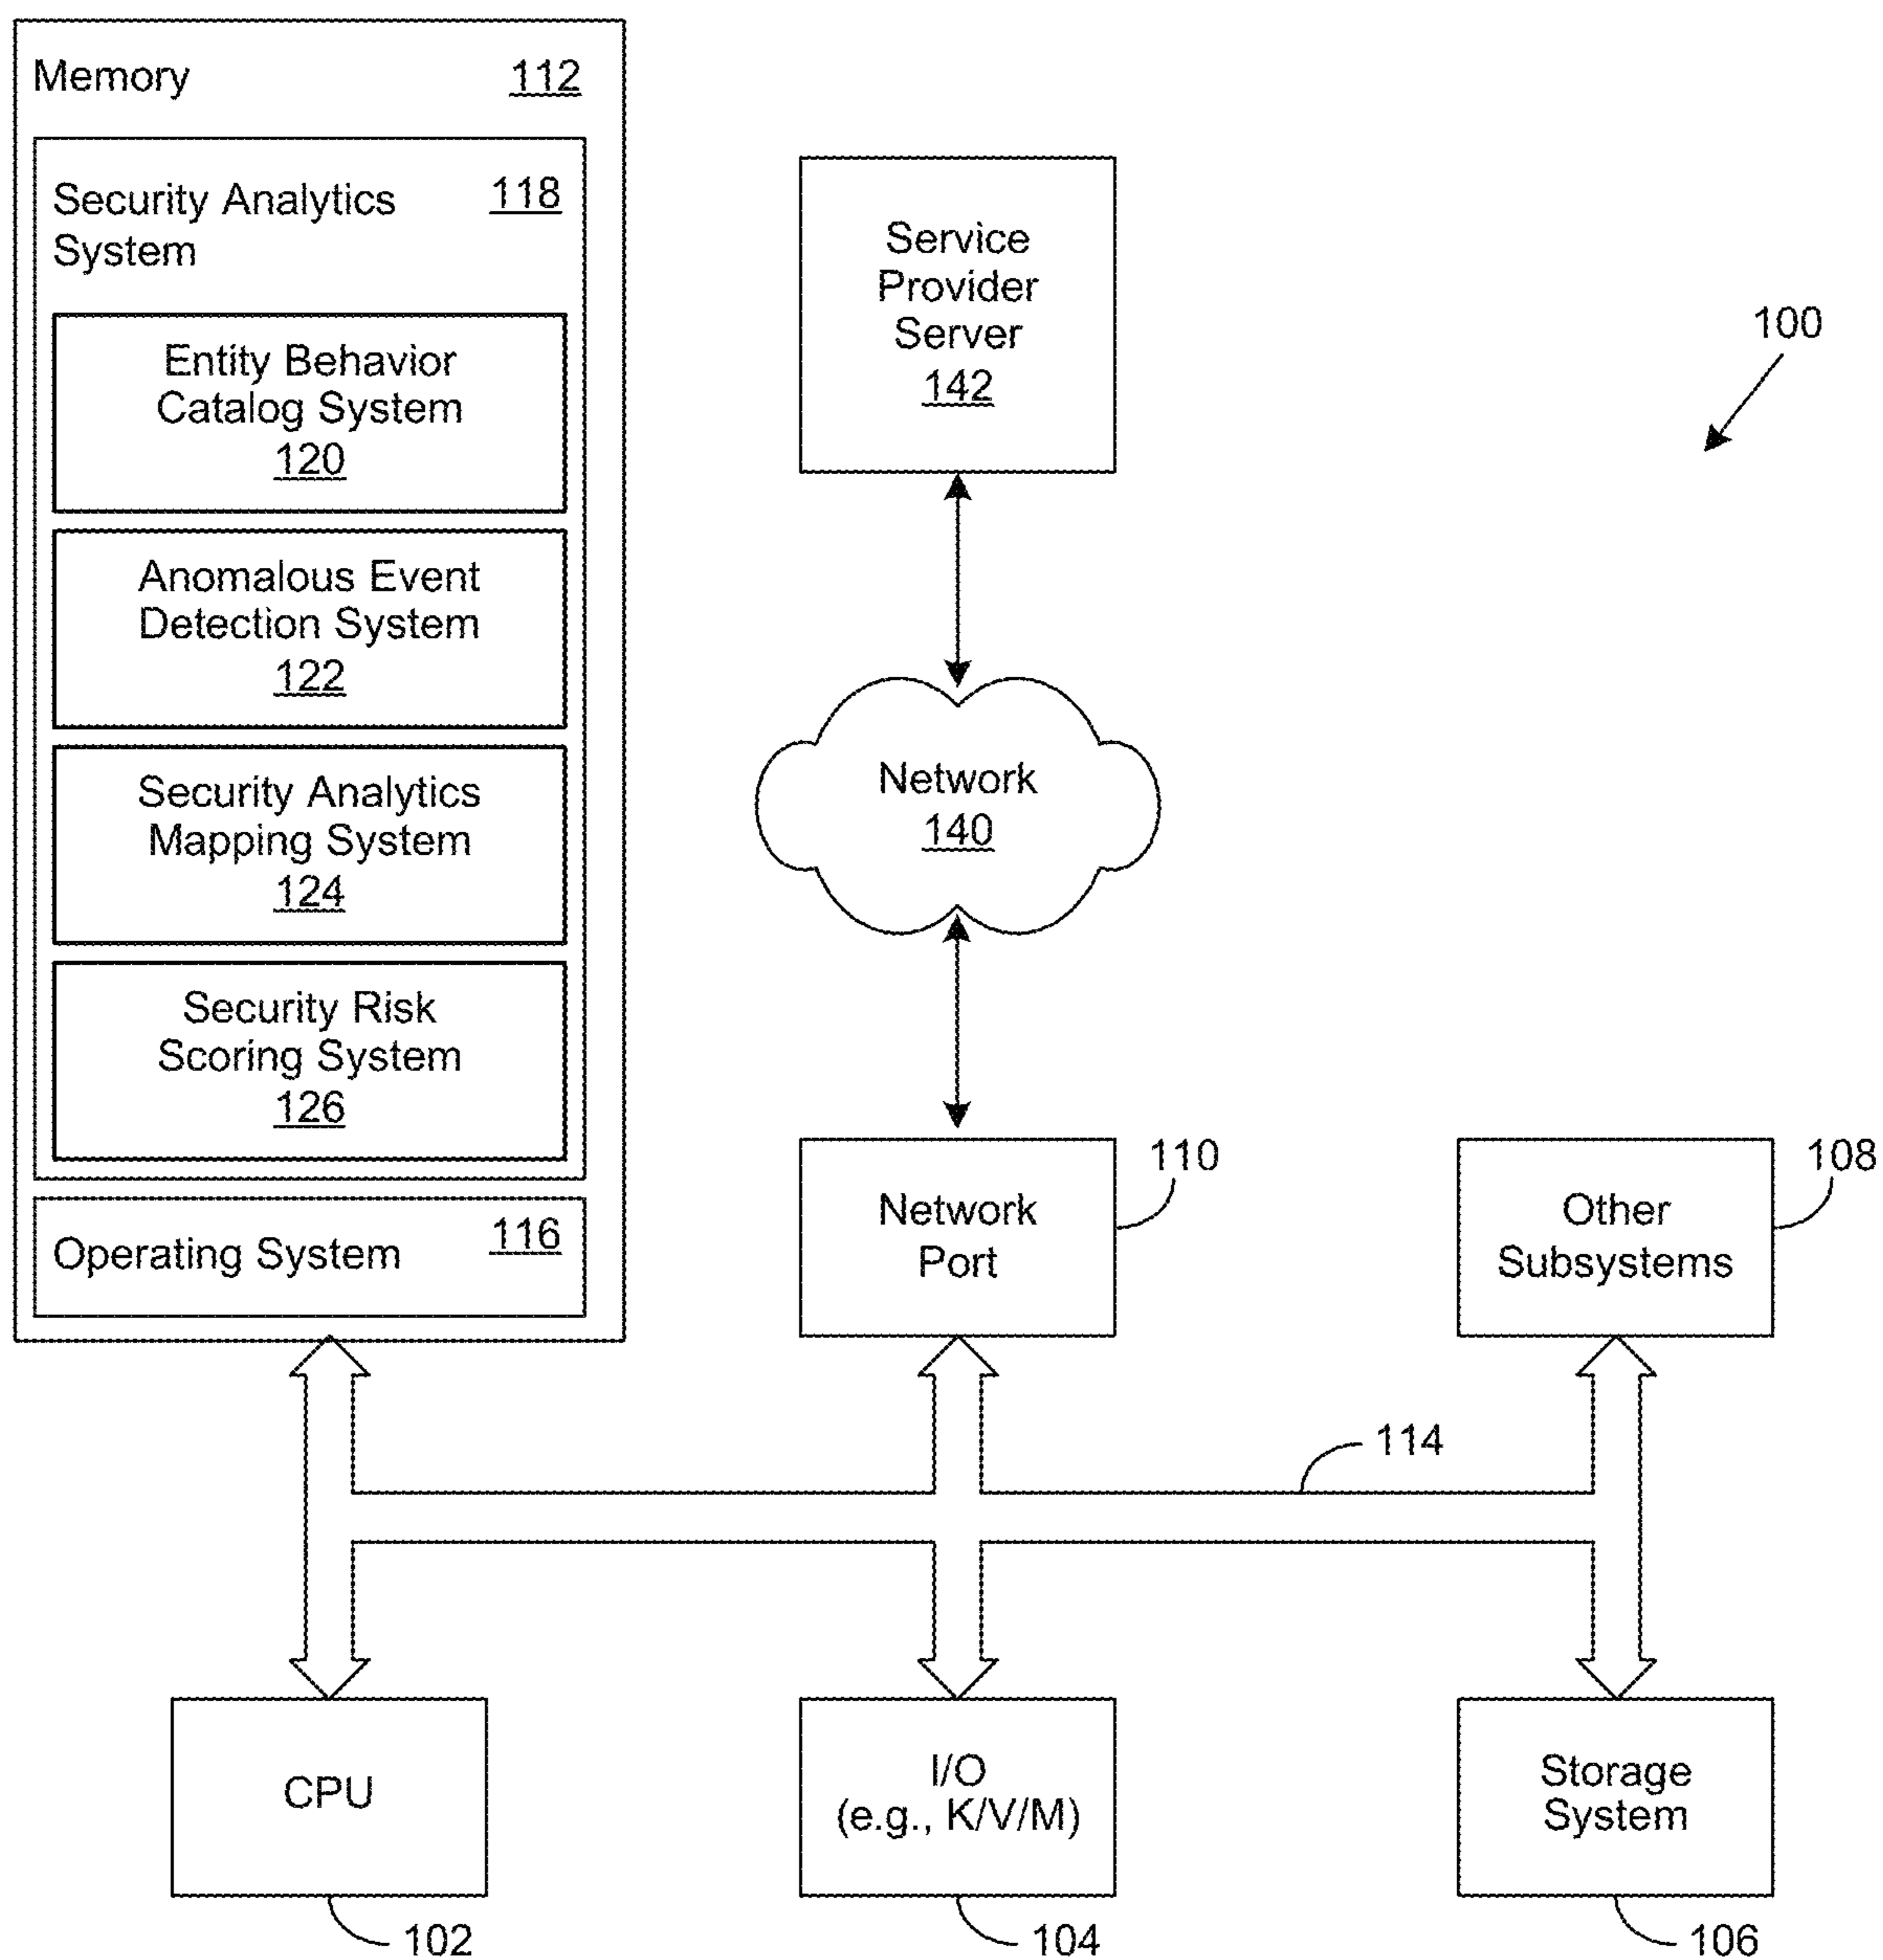 Memory 112
Security Analytics 118
System
Entity Behavior
Catalog System
120
Anomalous Event
Detection System
122
Security Analytics
Mapping System
124
Security Risk
Scoring System
126
Operating System 116
Service
Provider
Server
142
100
Network
140
Network
Port
110
Other
Subsystems
108
114
CPU
102
I/O
(e.g., K/V/M)
104
Storage
System
106